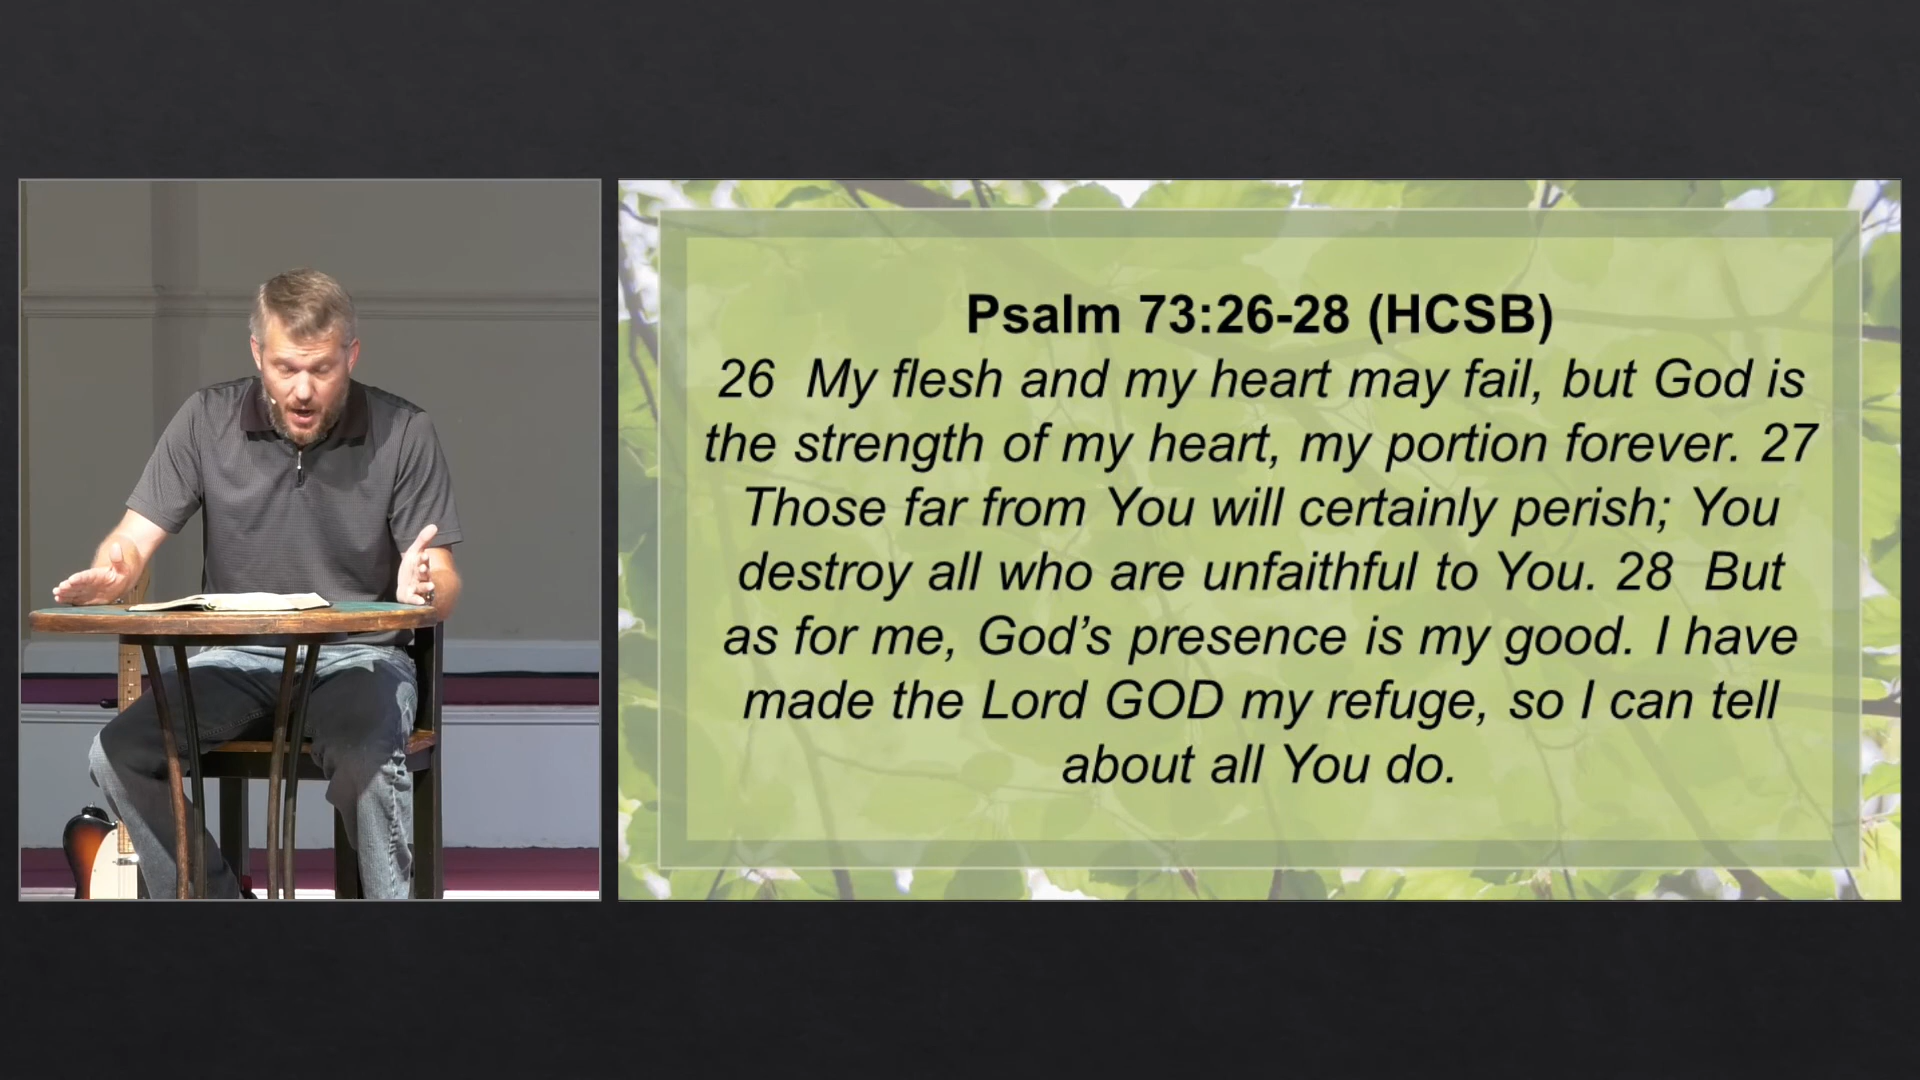 Psalm 73:26-28 (HCSB)
26 My flesh and my heart may fail, but God is
the strength of my heart, my portion forever. 27
Those far from You will certainly perish; You
destroy all who are unfaithful to You. 28 But
as for me, God’s presence is my good. I have
made the Lord GOD my refuge, so I can tell
about all You do.